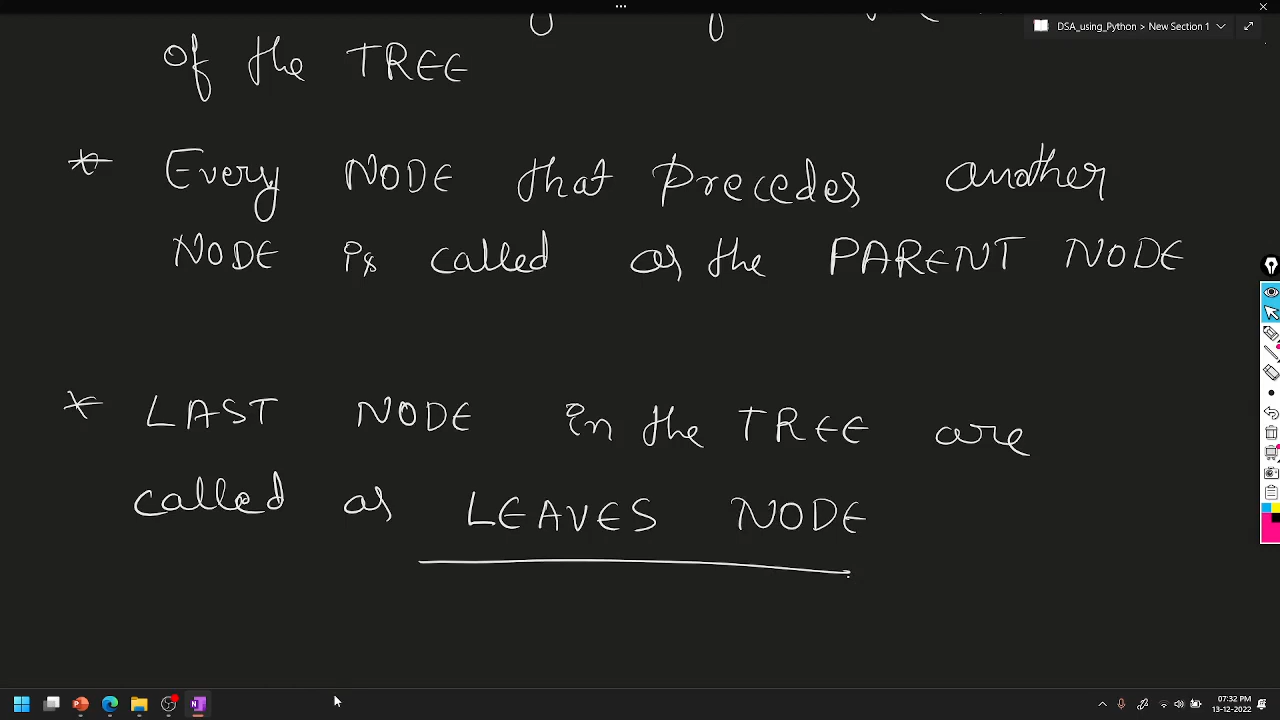 DSA_using_Python > New Section 1
of the TREE
* Every NODE that precedes another
NODE is called as the PARENT NODE
* LAST NODE in the TREE are
called as LEAVES NODE
07:32 PM
13-12-2022